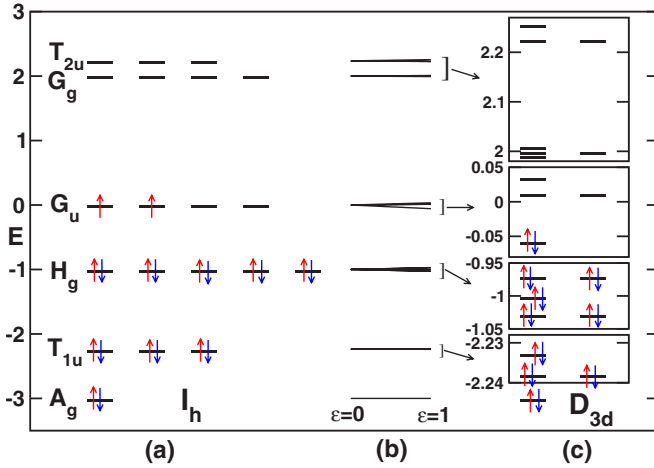 3
2
1
0
E
-1
-2
-3
T2u
Gg
Gu
Hg
T1u
Ag
Ih
ε=0 ε=1
2.2
2.1
2
0.05
0
-0.05
-0.95
-1
-1.05
-2.23
-2.24
D3d
(a) (b) (c)